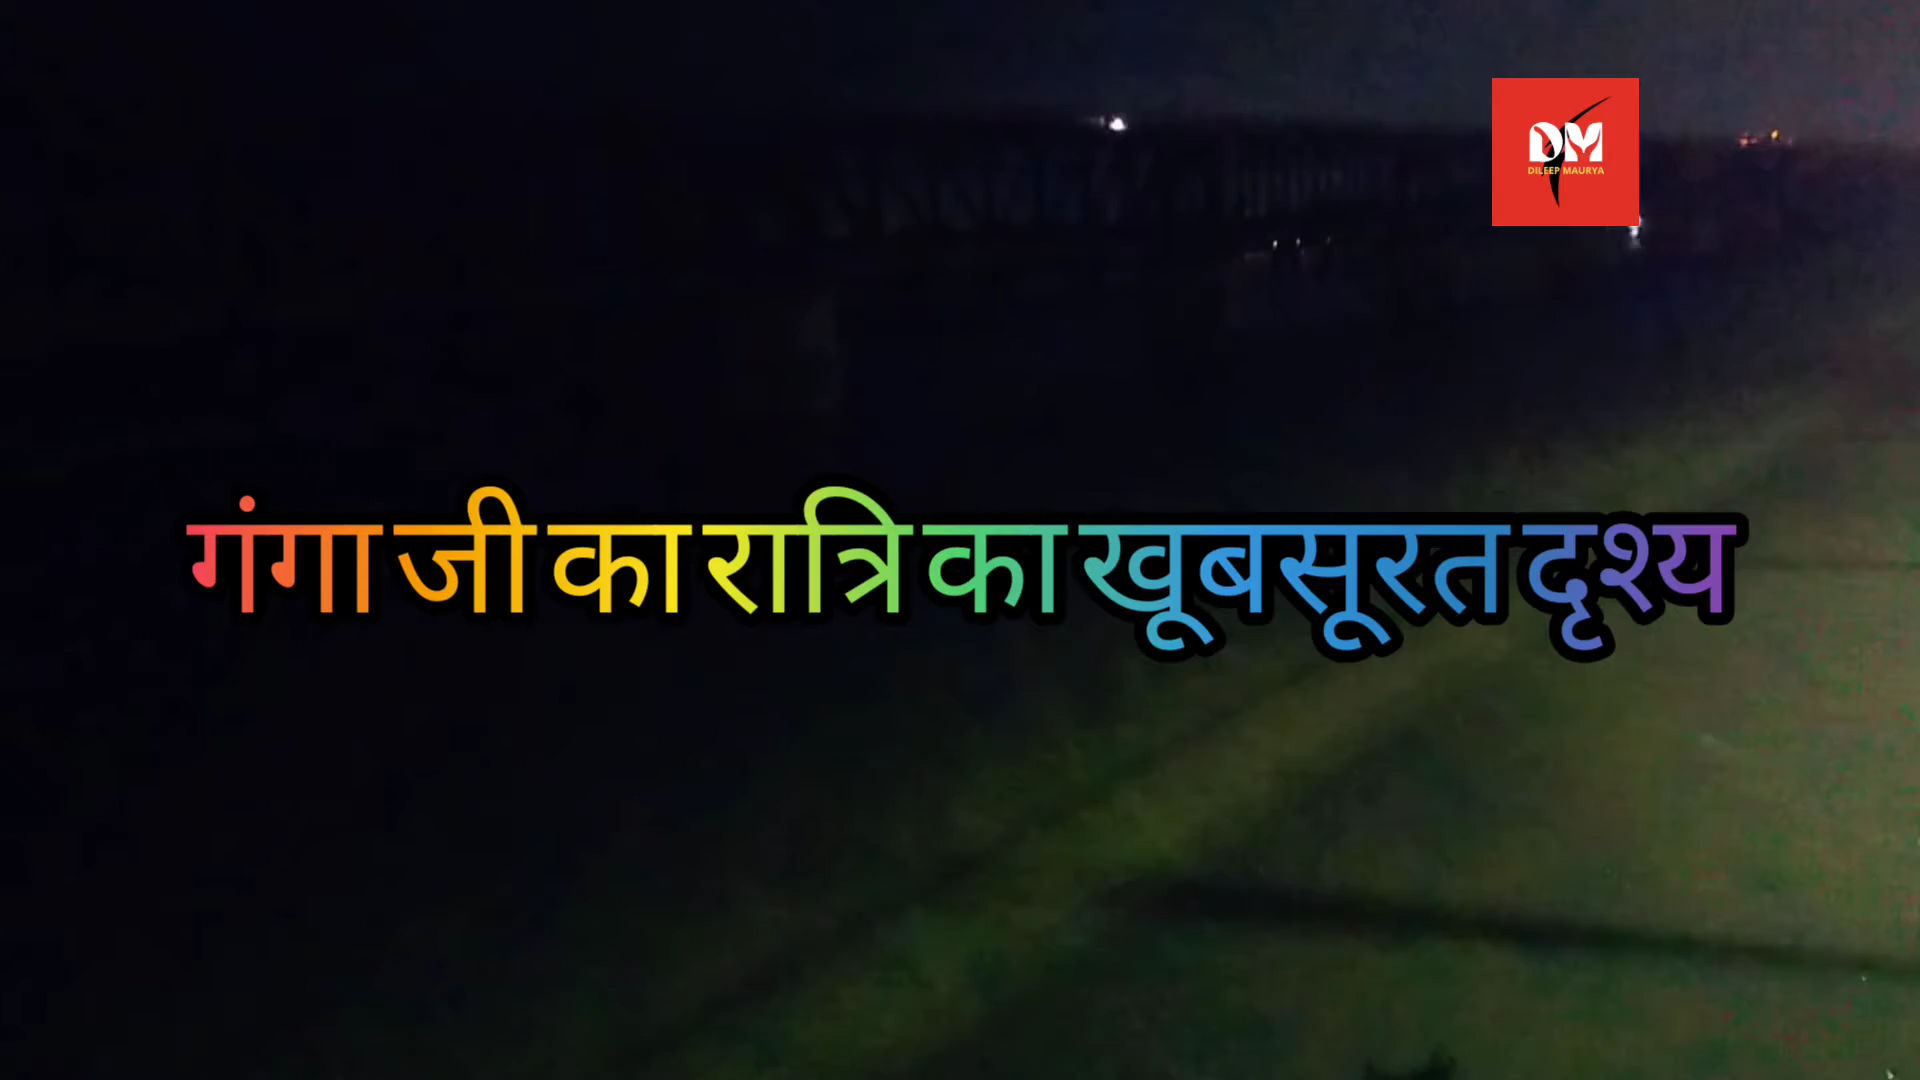 DM
DILEEP MAURYA
गंगा जी का रात्रि का खूबसूरत दृश्य